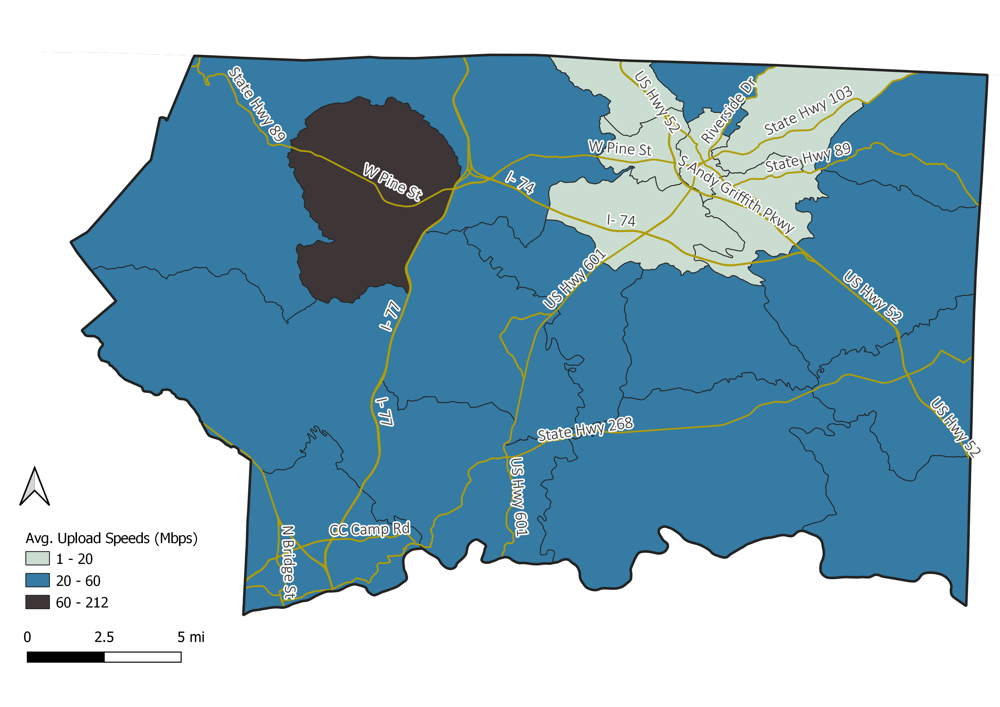 State Hwy 89
US Hwy 52
Riverside Dr
State Hwy 103
W Pine St
State Hwy 89
W Pine St
I- 74
S Andy Griffith Pkwy
I- 74
US Hwy 601
US Hwy 52
I- 77
I- 77
State Hwy 268
US Hwy 52
US Hwy 601
CC Camp Rd
N Bridge St
Avg. Upload Speeds (Mbps)
1 - 20
20 - 60
60 - 212
0 2.5 5 mi